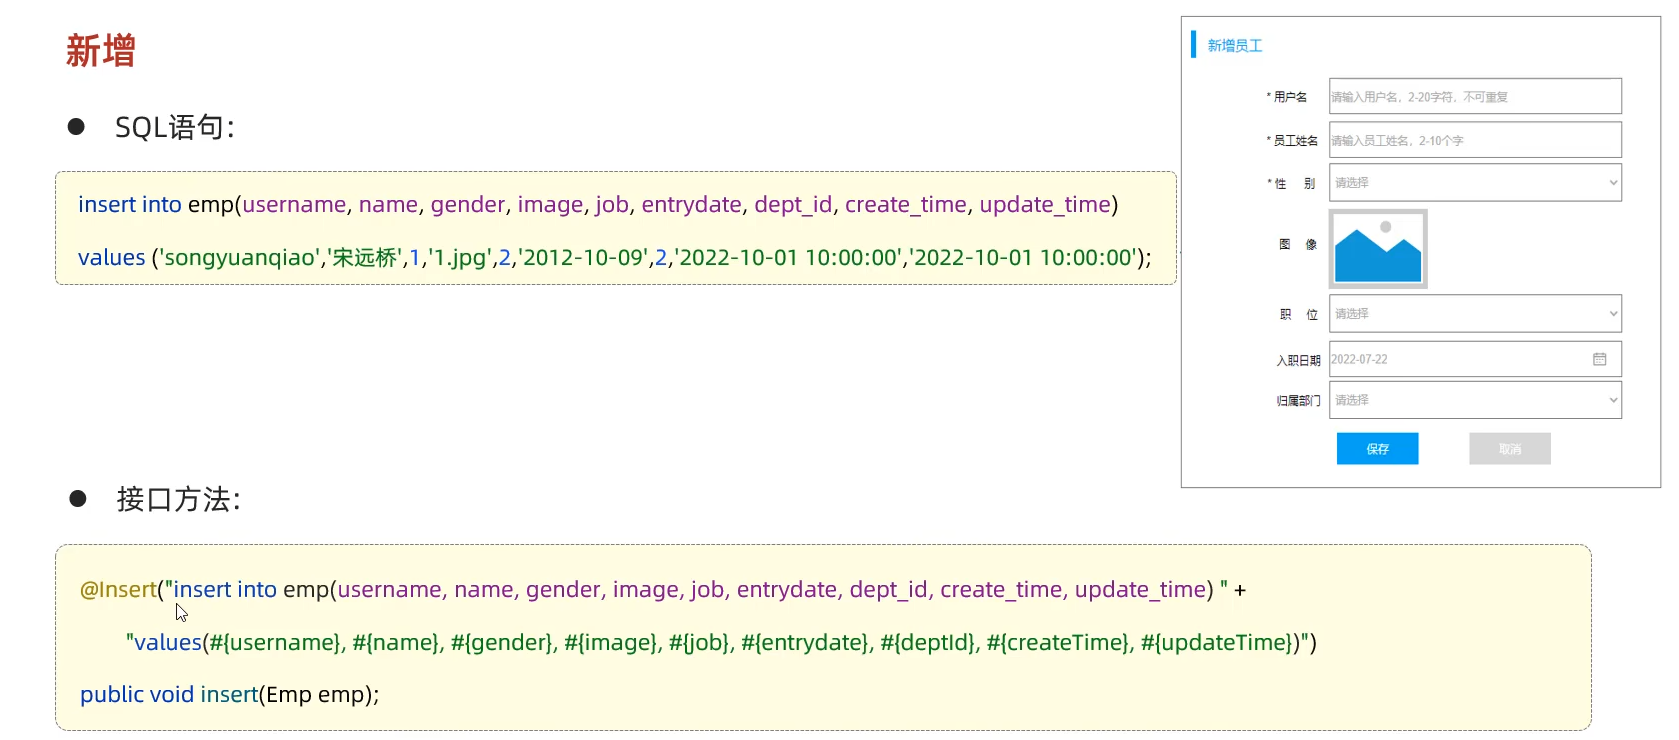 新增
● SQL语句：
insert into emp(username, name, gender, image, job, entrydate, dept_id, create_time, update_time)
values ('songyuanqiao','宋远桥',1,'1.jpg',2,'2012-10-09',2,'2022-10-01 10:00:00','2022-10-01 10:00:00');
新增员工
* 用户名 请输入用户名，2-20字符，不可重复
* 员工姓名 请输入员工姓名，2-10个字
* 性 别 请选择
图 像
职 位 请选择
入职日期 2022-07-22
归属部门 请选择
保存 取消
● 接口方法：
@Insert("insert into emp(username, name, gender, image, job, entrydate, dept_id, create_time, update_time) " +
"values(#{username}, #{name}, #{gender}, #{image}, #{job}, #{entrydate}, #{deptId}, #{createTime}, #{updateTime})")
public void insert(Emp emp);